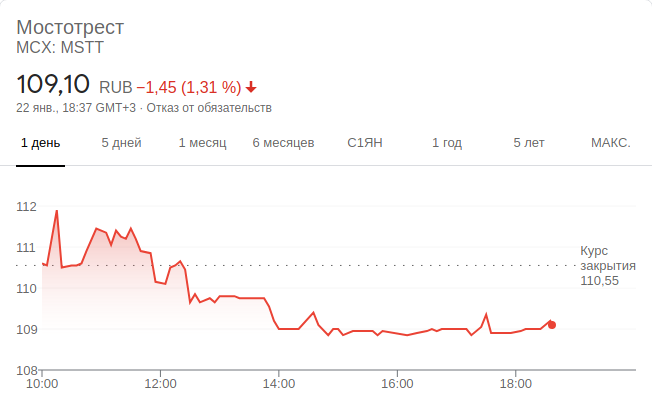 Мостотрест
MCX: MSTT
109,10 RUB −1,45 (1,31 %)
22 янв., 18:37 GMT+3 · Отказ от обязательств
1 день 5 дней 1 месяц 6 месяцев С1ЯН 1 год 5 лет МАКС.
112
111
110
109
108
Курс
закрытия
110,55
10:00 12:00 14:00 16:00 18:00